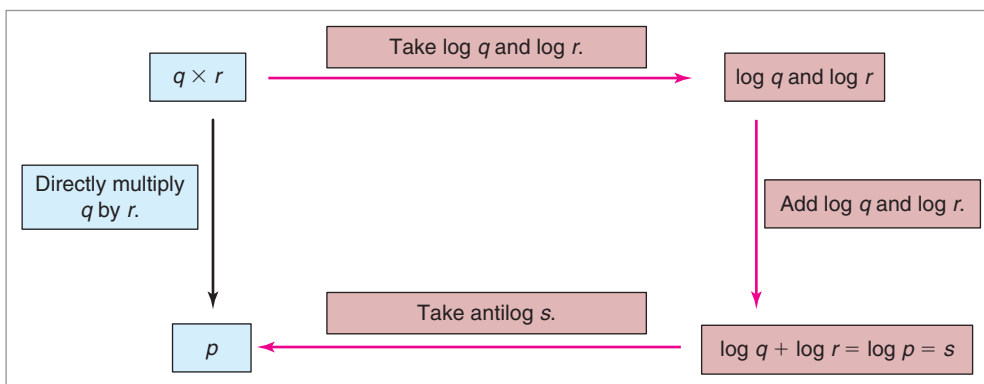 Take log q and log r.
q × r
log q and log r
Directly multiply
q by r.
Add log q and log r.
Take antilog s.
p
log q + log r = log p = s